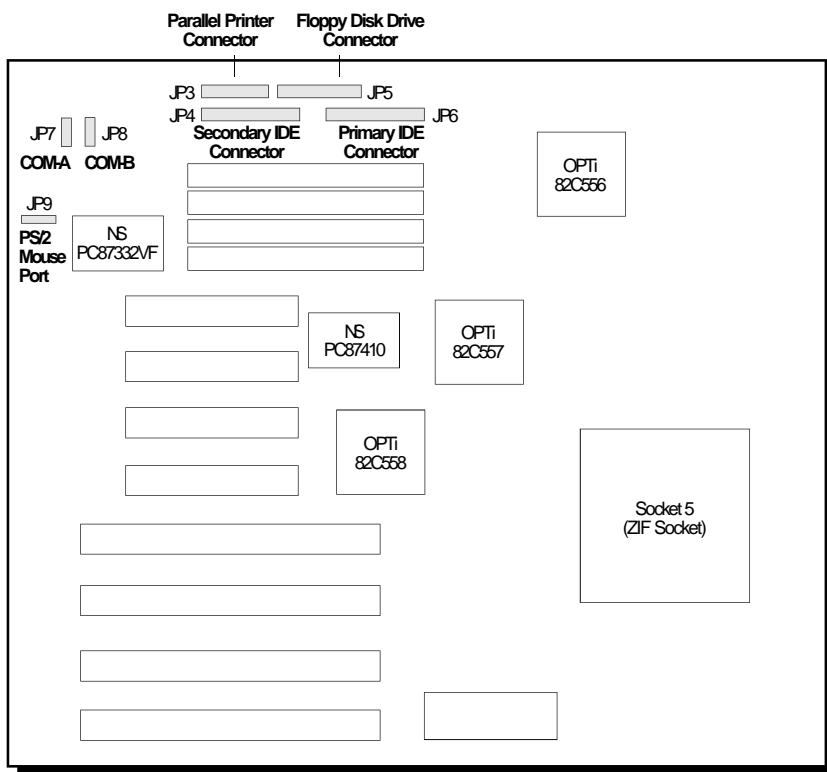 Parallel Printer
Connector
Floppy Disk Drive
Connector
JP3
JP5
JP4
JP6
Secondary IDE
Connector
Primary IDE
Connector
JP7
JP8
COM-A
COM-B
JP9
PS/2
Mouse
Port
NS
PC87332VF
OPTi
82C556
NS
PC87410
OPTi
82C557
OPTi
82C558
Socket 5
(ZIF Socket)